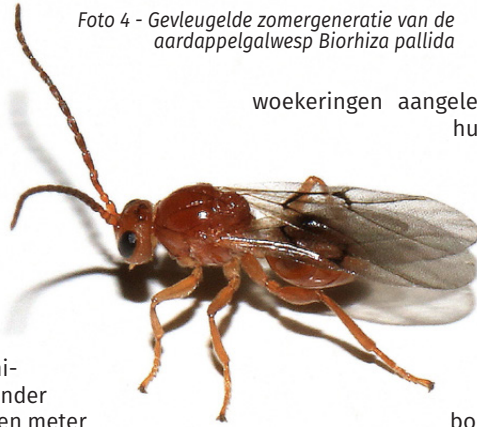 Foto 4 - Gevleugelde zomergeneratie van de
aardappelgalwesp Biorhiza pallida
woekeringen aangele
hu
ni-
nder
en meter
bo